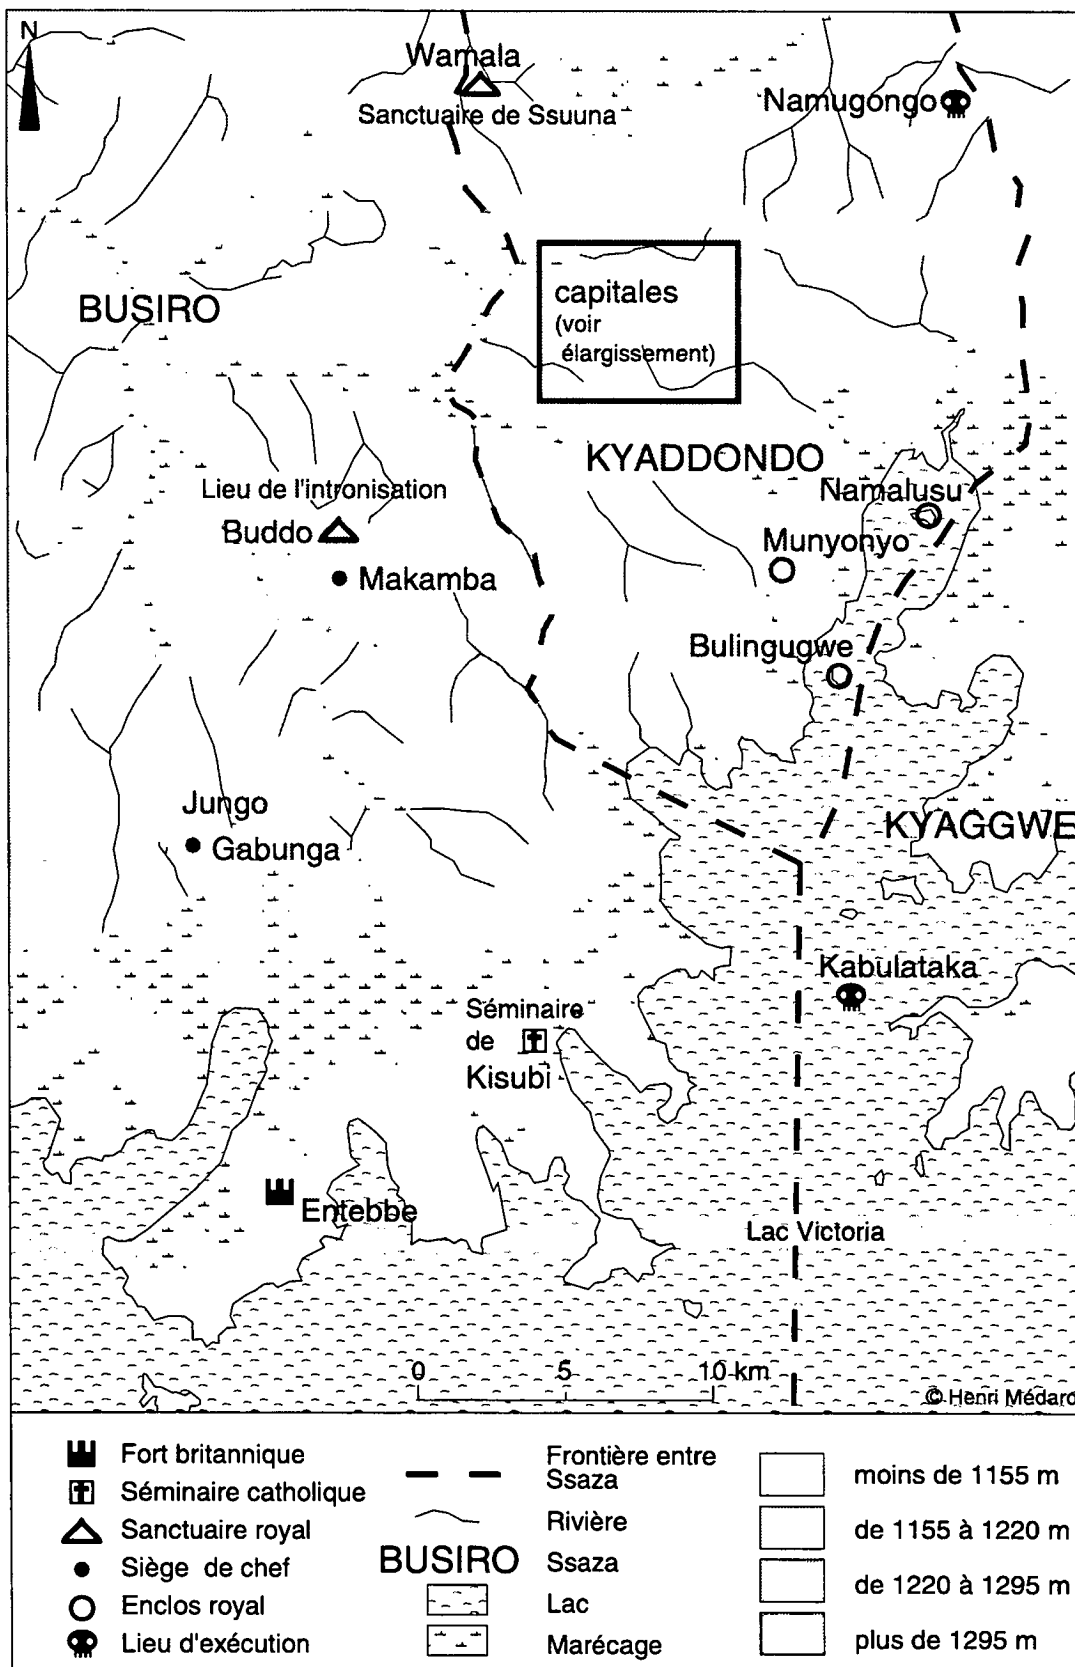 N
Wamala
Sanctuaire de Ssuuna
Namugongo
BUSIRO
capitales
(voir
élargissement)
KYADDONDO
Lieu de l'intronisation
Buddo
Namalusu
Munyonyo
Makamba
Bulingugwe
Jungo
Gabunga
KYAGGWE
Kabulataka
Séminaire
de
Kisubi
Entebbe
Lac Victoria
0 5 10 km
© Henri Médard
Fort britannique
Séminaire catholique
Sanctuaire royal
Siège de chef
Enclos royal
Lieu d'exécution
Frontière entre
Ssaza
Rivière
BUSIRO Ssaza
Lac
Marécage
moins de 1155 m
de 1155 à 1220 m
de 1220 à 1295 m
plus de 1295 m